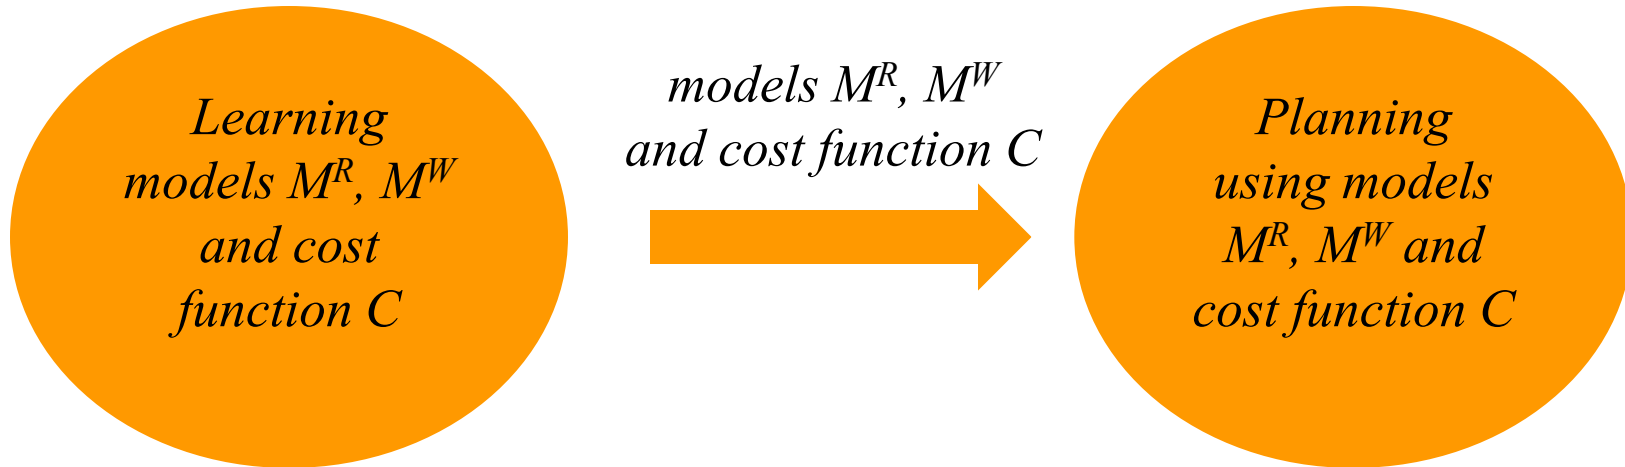 Learning
models M^R, M^W
and cost
function C
models M^R, M^W
and cost function C
Planning
using models
M^R, M^W and
cost function C